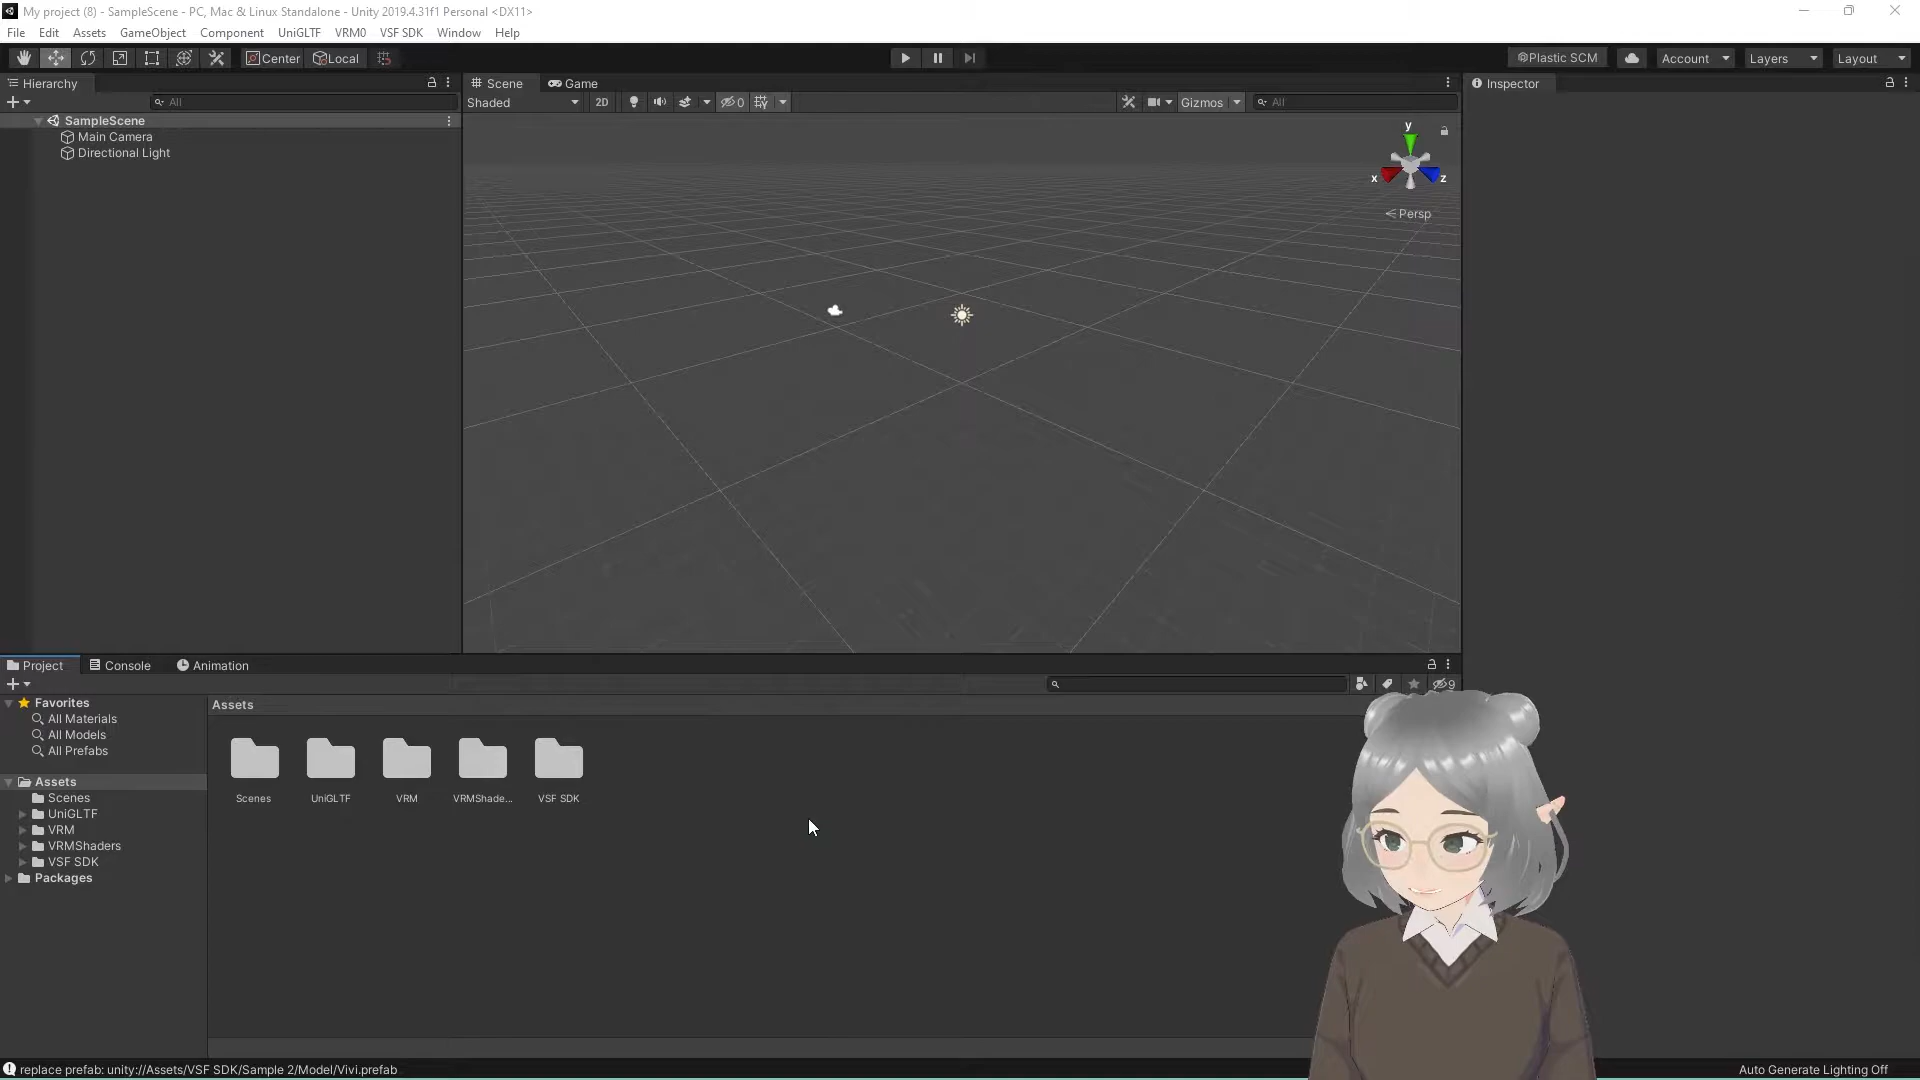 My project (8) - SampleScene - PC, Mac & Linux Standalone - Unity 2019.4.31f1 Personal <DX11>
File Edit Assets GameObject Component UniGLTF VRM0 VSF SDK Window Help
Center Local Plastic SCM Account Layers Layout
Hierarchy
All
SampleScene
Main Camera
Directional Light
Scene Game
Shaded 2D 0 Gizmos All
y
x z
Persp
Inspector
Project Console Animation
9
Favorites
All Materials
All Models
All Prefabs
Assets
Scenes
UniGLTF
VRM
VRMShaders
VSF SDK
Packages
Assets
Scenes UniGLTF VRM VRMShade... VSF SDK
replace prefab: unity://Assets/VSF SDK/Sample 2/Model/Vivi.prefab
Auto Generate Lighting Off